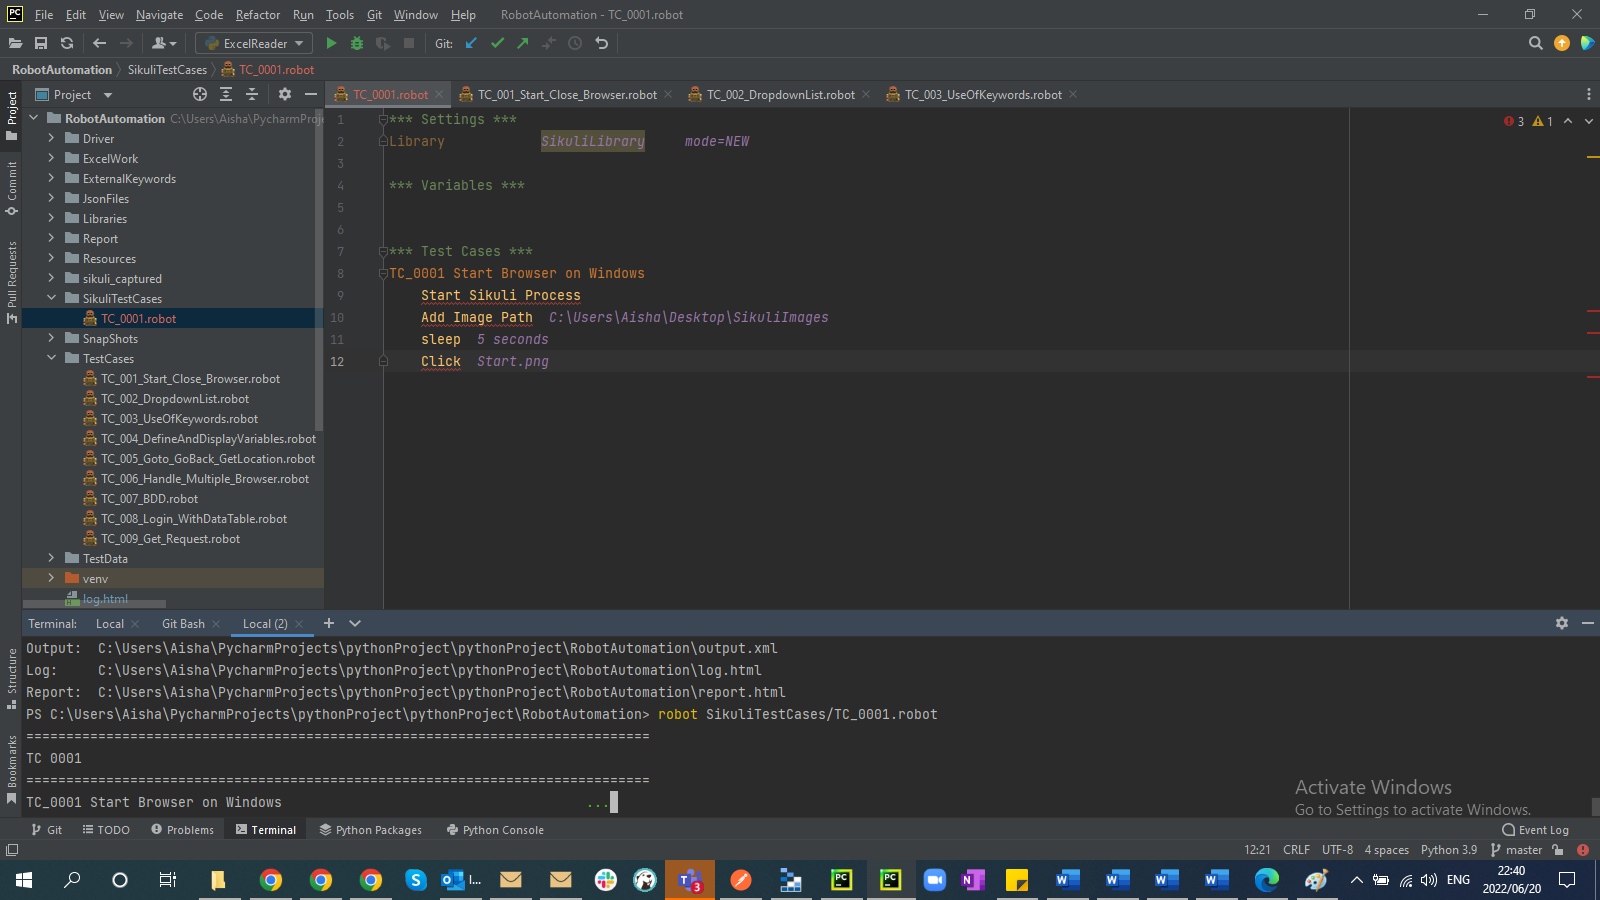 File Edit View Navigate Code Refactor Run Tools Git Window Help RobotAutomation - TC_0001.robot
ExcelReader Git:
RobotAutomation SikuliTestCases TC_0001.robot
Project TC_0001.robot TC_001_Start_Close_Browser.robot TC_002_DropdownList.robot TC_003_UseOfKeywords.robot
Project
Commit
Pull Requests
Structure
Bookmarks
RobotAutomation C:\Users\Aisha\PycharmProje
Driver
ExcelWork
ExternalKeywords
JsonFiles
Libraries
Report
Resources
sikuli_captured
SikuliTestCases
TC_0001.robot
SnapShots
TestCases
TC_001_Start_Close_Browser.robot
TC_002_DropdownList.robot
TC_003_UseOfKeywords.robot
TC_004_DefineAndDisplayVariables.robot
TC_005_Goto_GoBack_GetLocation.robot
TC_006_Handle_Multiple_Browser.robot
TC_007_BDD.robot
TC_008_Login_WithDataTable.robot
TC_009_Get_Request.robot
TestData
venv
log.html
3 1
1 *** Settings ***
2 Library SikuliLibrary mode=NEW
3
4 *** Variables ***
5
6
7 *** Test Cases ***
8 TC_0001 Start Browser on Windows
9 Start Sikuli Process
10 Add Image Path C:\Users\Aisha\Desktop\SikuliImages
11 sleep 5 seconds
12 Click Start.png
Terminal: Local Git Bash Local (2)
Output: C:\Users\Aisha\PycharmProjects\pythonProject\pythonProject\RobotAutomation\output.xml
Log: C:\Users\Aisha\PycharmProjects\pythonProject\pythonProject\RobotAutomation\log.html
Report: C:\Users\Aisha\PycharmProjects\pythonProject\pythonProject\RobotAutomation\report.html
PS C:\Users\Aisha\PycharmProjects\pythonProject\pythonProject\RobotAutomation> robot SikuliTestCases/TC_0001.robot
==============================================================================
TC 0001
==============================================================================
TC_0001 Start Browser on Windows ...
Activate Windows
Go to Settings to activate Windows.
Git TODO Problems Terminal Python Packages Python Console Event Log
12:21 CRLF UTF-8 4 spaces Python 3.9 master
I... 3 ENG 22:40
2022/06/20